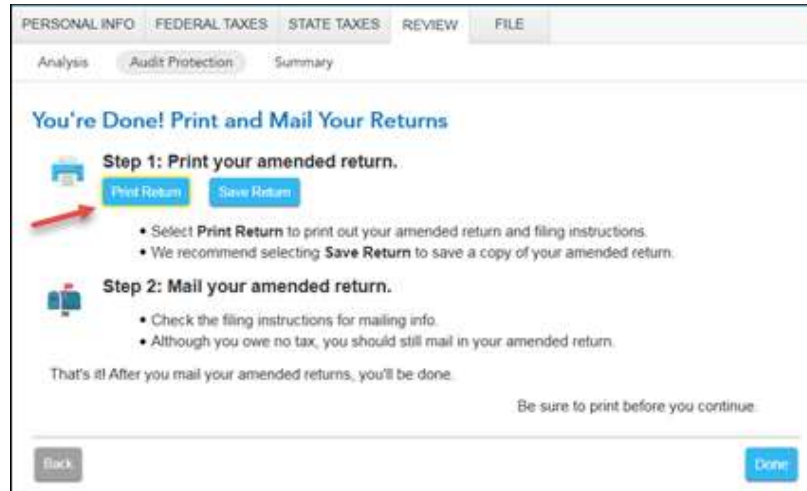 PERSONAL INFO FEDERAL TAXES STATE TAXES REVIEW FILE
Analysis Audit Protection Summary
You're Done! Print and Mail Your Returns
Step 1: Print your amended return.
Print Return Save Return
• Select Print Return to print out your amended return and filing instructions.
• We recommend selecting Save Return to save a copy of your amended return.
Step 2: Mail your amended return.
• Check the filing instructions for mailing info.
• Although you owe no tax, you should still mail in your amended return.
That's it! After you mail your amended returns, you'll be done.
Be sure to print before you continue.
Back Done